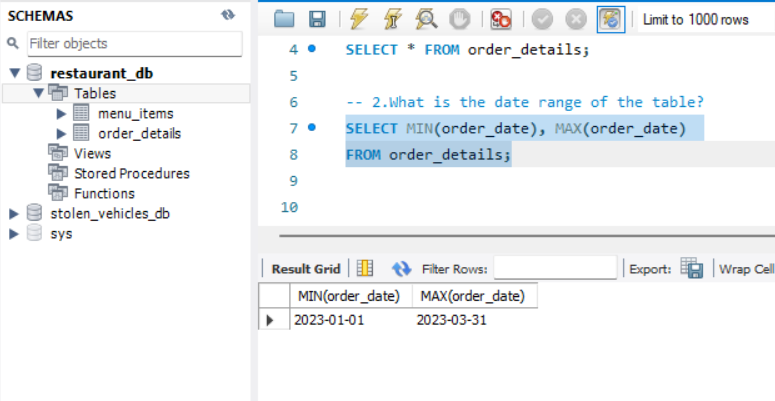 SCHEMAS
Filter objects
restaurant_db
Tables
menu_items
order_details
Views
Stored Procedures
Functions
stolen_vehicles_db
sys
Limit to 1000 rows
4 SELECT * FROM order_details;
5
6 -- 2.What is the date range of the table?
7 SELECT MIN(order_date), MAX(order_date)
8 FROM order_details;
9
10
Result Grid Filter Rows: Export: Wrap Cell
MIN(order_date) MAX(order_date)
2023-01-01 2023-03-31